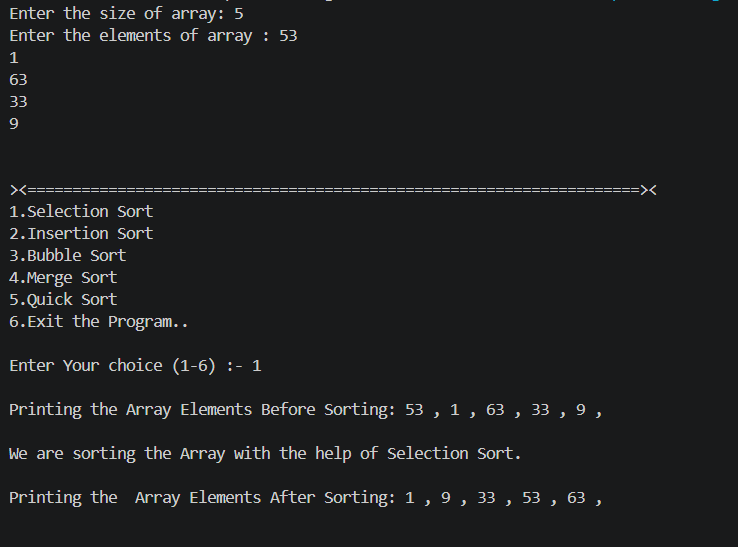 Enter the size of array: 5
Enter the elements of array : 53
1
63
33
9
><====================================================================><
1.Selection Sort
2.Insertion Sort
3.Bubble Sort
4.Merge Sort
5.Quick Sort
6.Exit the Program..
Enter Your choice (1-6) :- 1
Printing the Array Elements Before Sorting: 53 , 1 , 63 , 33 , 9 ,
We are sorting the Array with the help of Selection Sort.
Printing the  Array Elements After Sorting: 1 , 9 , 33 , 53 , 63 ,